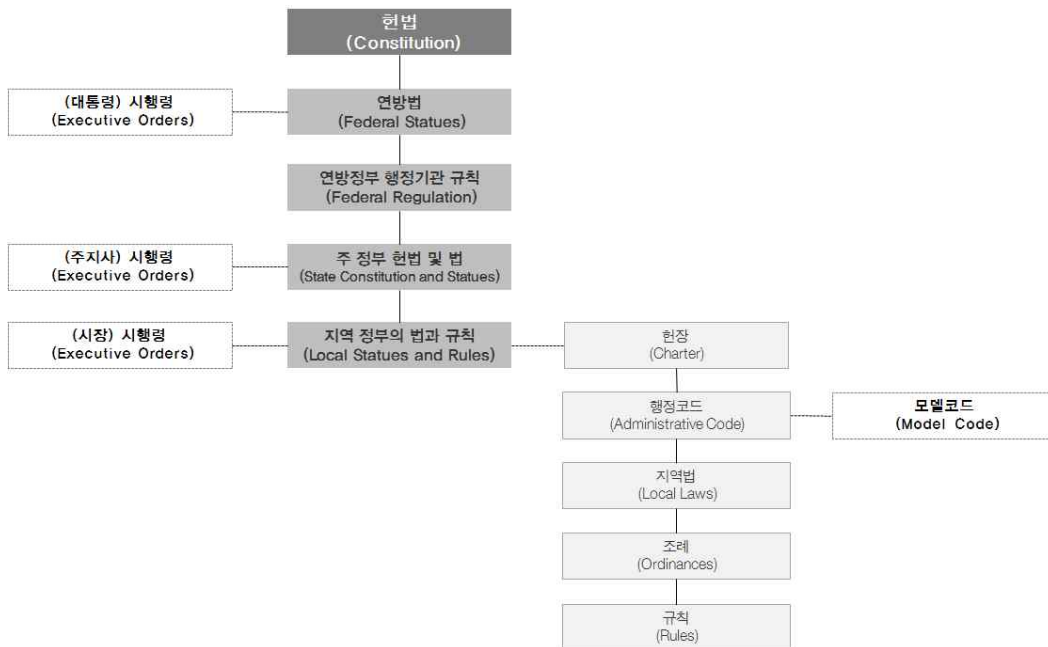 헌법
(Constitution)
(대통령) 시행령
(Executive Orders)
연방법
(Federal Statues)
연방정부 행정기관 규칙
(Federal Regulation)
(주지사) 시행령
(Executive Orders)
주 정부 헌법 및 법
(State Constitution and Statues)
(시장) 시행령
(Executive Orders)
지역 정부의 법과 규칙
(Local Statues and Rules)
헌장
(Charter)
행정코드
(Administrative Code)
모델코드
(Model Code)
지역법
(Local Laws)
조례
(Ordinances)
규칙
(Rules)